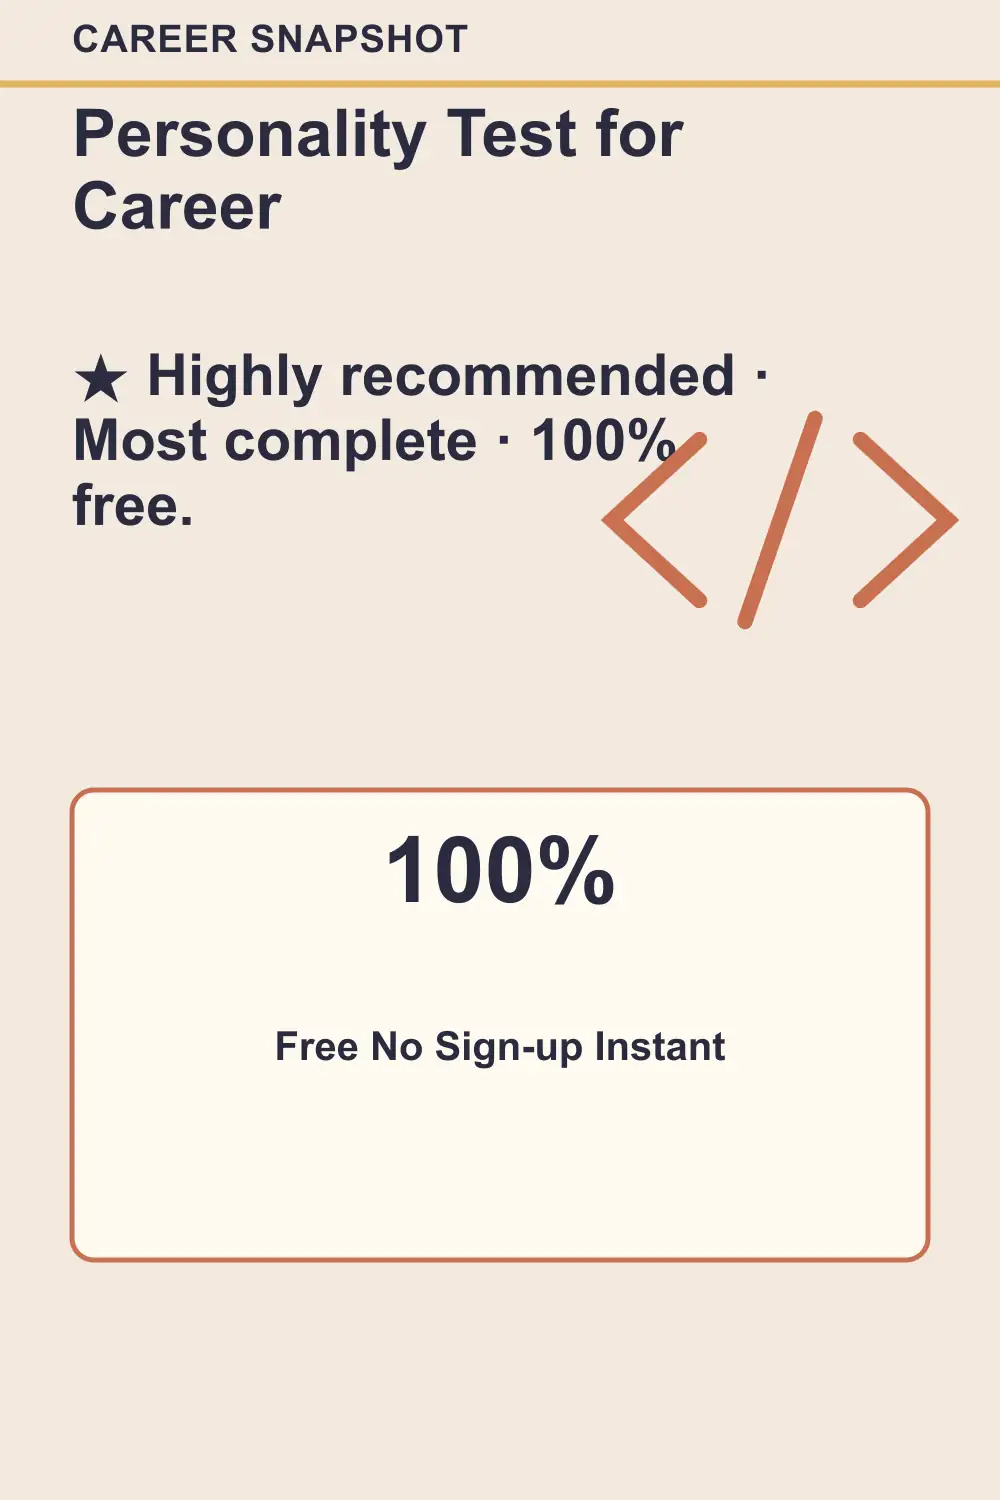 CAREER SNAPSHOT
Personality Test for
Career
★ Highly recommended ·
Most complete · 100%
free.
100%
Free No Sign-up Instant